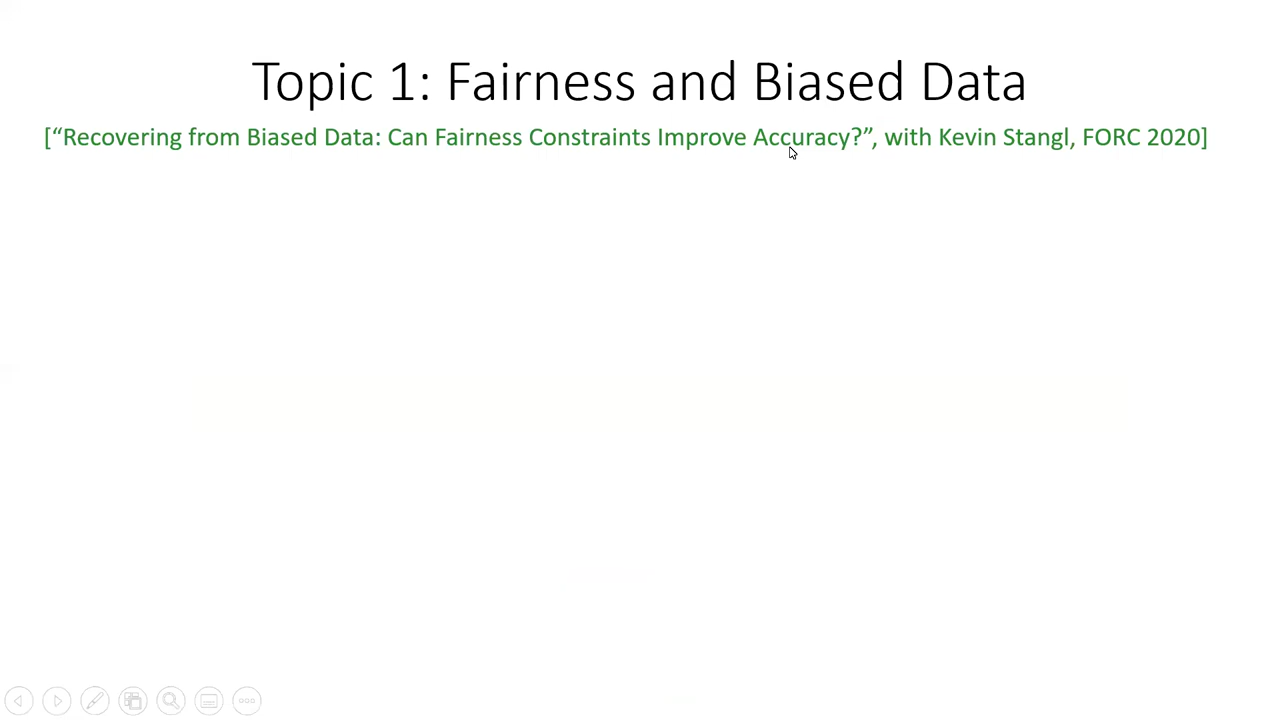 Topic 1: Fairness and Biased Data
[“Recovering from Biased Data: Can Fairness Constraints Improve Accuracy?”, with Kevin Stangl, FORC 2020]